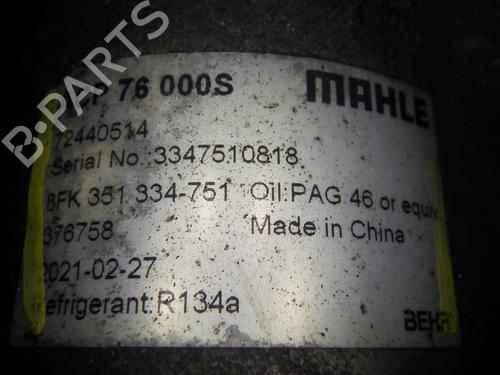 CP 76 000S MAHLE
72440514
Serial No.:3347510818
8FK 351 334-751 Oil:PAG 46 or equiv.
376758 Made in China
2021-02-27
Refrigerant:R134a
BEHR
B-PARTS